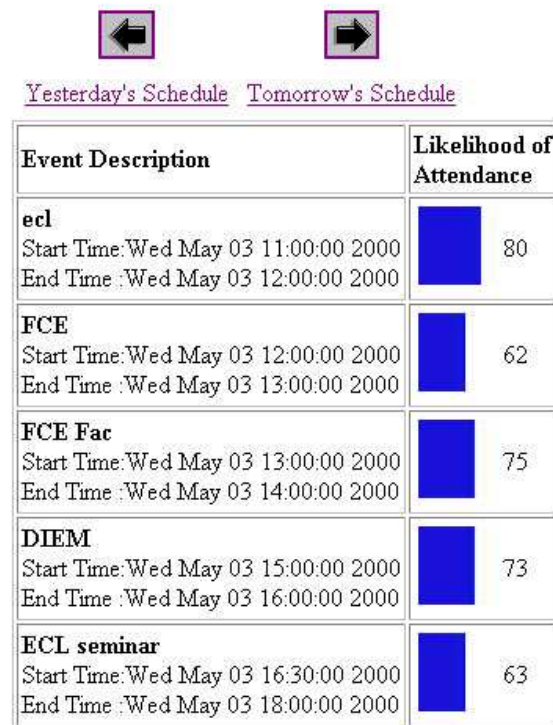 Yesterday's Schedule Tomorrow's Schedule
Event Description Likelihood of Attendance
ecl
Start Time:Wed May 03 11:00:00 2000 80
End Time :Wed May 03 12:00:00 2000
FCE
Start Time:Wed May 03 12:00:00 2000 62
End Time :Wed May 03 13:00:00 2000
FCE Fac
Start Time:Wed May 03 13:00:00 2000 75
End Time :Wed May 03 14:00:00 2000
DIEM
Start Time:Wed May 03 15:00:00 2000 73
End Time :Wed May 03 16:00:00 2000
ECL seminar
Start Time:Wed May 03 16:30:00 2000 63
End Time :Wed May 03 18:00:00 2000